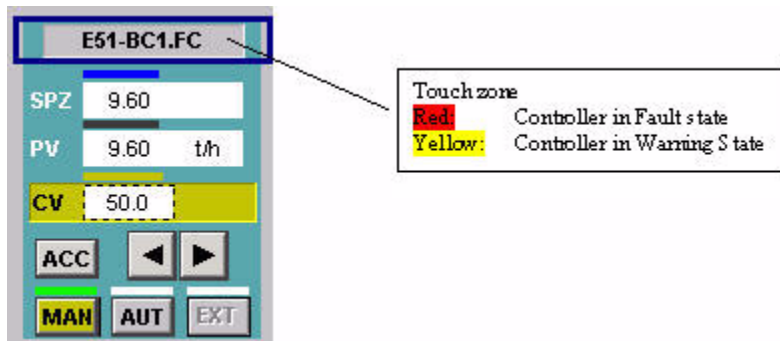 E51-BC1.FC
SPZ 9.60
PV 9.60 t/h
CV 50.0
ACC ◄ ►
MAN AUT EXT
Touch zone
Red: Controller in Fault state
Yellow: Controller in Warning State